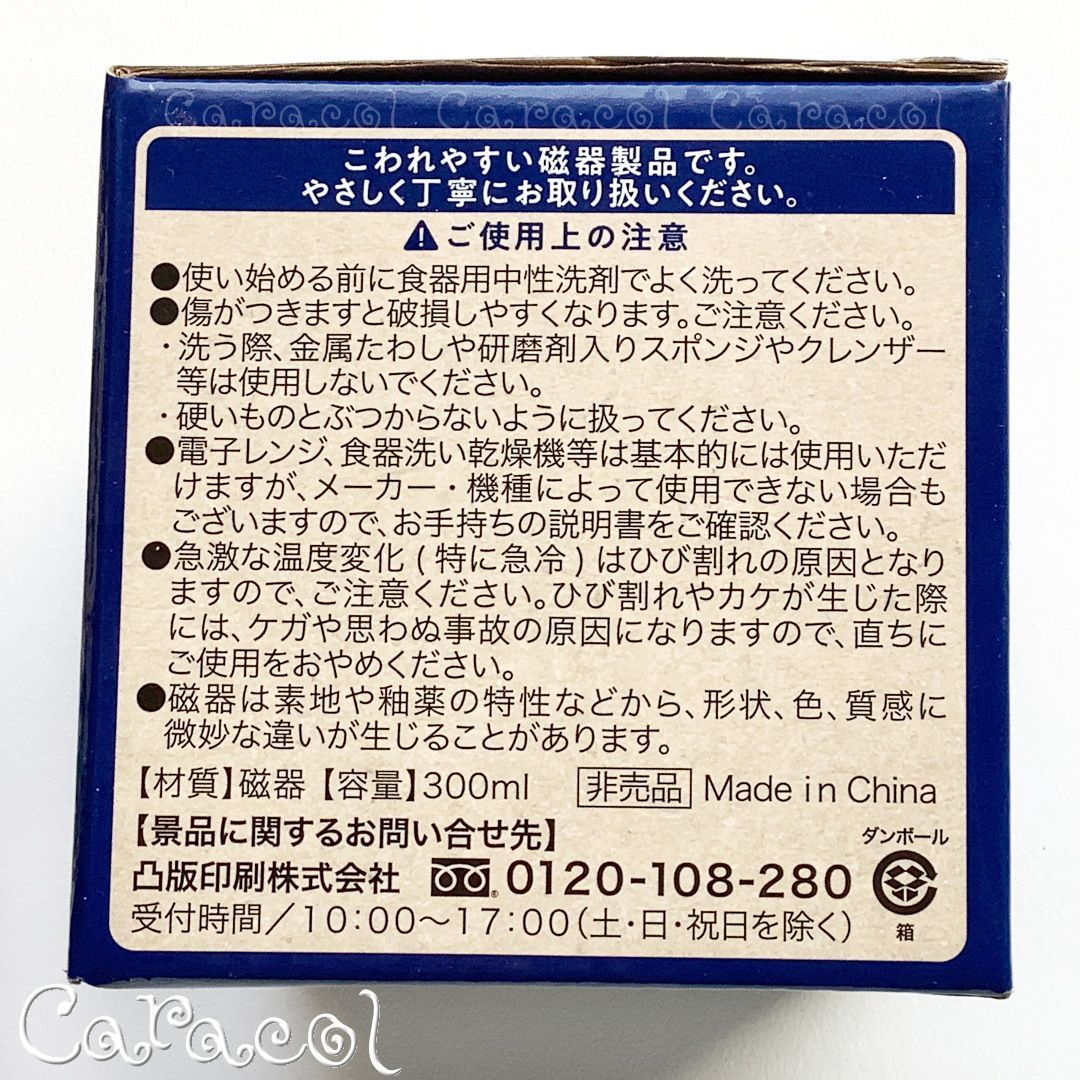 Caracol Caracol Caracol
こわれやすい磁器製品です。
やさしく丁寧にお取り扱いください。
ご使用上の注意
●使い始める前に食器用中性洗剤でよく洗ってください。
●傷がつきますと破損しやすくなります。ご注意ください。
・洗う際、金属たわしや研磨剤入りスポンジやクレンザー
等は使用しないでください。
・硬いものとぶつからないように扱ってください。
●電子レンジ、食器洗い乾燥機等は基本的には使用いただ
けますが、メーカー・機種によって使用できない場合も
ございますので、お手持ちの説明書をご確認ください。
●急激な温度変化(特に急冷)はひび割れの原因となり
ますので、ご注意ください。ひび割れやカケが生じた際
には、ケガや思わぬ事故の原因になりますので、直ちに
ご使用をおやめください。
●磁器は素地や釉薬の特性などから、形状、色、質感に
微妙な違いが生じることがあります。
【材質】磁器【容量】300ml 非売品 Made in China
【景品に関するお問い合せ先】 ダンボール
凸版印刷株式会社 0120-108-280
受付時間/10:00〜17:00(土・日・祝日を除く) 箱
Caracol